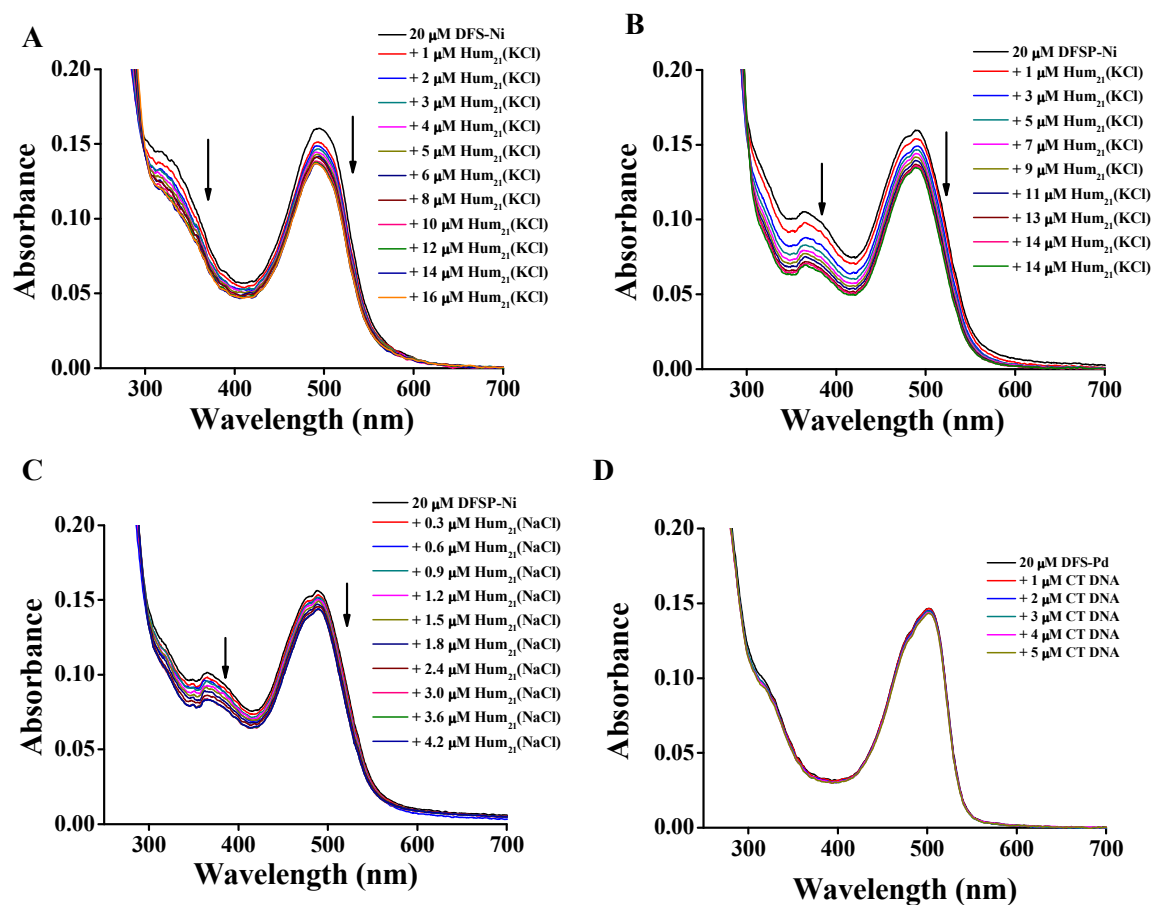 A
20 μM DFS-Ni
+ 1 μM Hum₂₁(KCl)
+ 2 μM Hum₂₁(KCl)
+ 3 μM Hum₂₁(KCl)
+ 4 μM Hum₂₁(KCl)
+ 5 μM Hum₂₁(KCl)
+ 6 μM Hum₂₁(KCl)
+ 8 μM Hum₂₁(KCl)
+ 10 μM Hum₂₁(KCl)
+ 12 μM Hum₂₁(KCl)
+ 14 μM Hum₂₁(KCl)
+ 16 μM Hum₂₁(KCl)
0.20
0.15
0.10
0.05
0.00
Absorbance
300 400 500 600 700
Wavelength (nm)
B
20 μM DFSP-Ni
+ 1 μM Hum₂₁(KCl)
+ 3 μM Hum₂₁(KCl)
+ 5 μM Hum₂₁(KCl)
+ 7 μM Hum₂₁(KCl)
+ 9 μM Hum₂₁(KCl)
+ 11 μM Hum₂₁(KCl)
+ 13 μM Hum₂₁(KCl)
+ 14 μM Hum₂₁(KCl)
+ 14 μM Hum₂₁(KCl)
0.20
0.15
0.10
0.05
0.00
Absorbance
300 400 500 600 700
Wavelength (nm)
C
20 μM DFSP-Ni
+ 0.3 μM Hum₂₁(NaCl)
+ 0.6 μM Hum₂₁(NaCl)
+ 0.9 μM Hum₂₁(NaCl)
+ 1.2 μM Hum₂₁(NaCl)
+ 1.5 μM Hum₂₁(NaCl)
+ 1.8 μM Hum₂₁(NaCl)
+ 2.4 μM Hum₂₁(NaCl)
+ 3.0 μM Hum₂₁(NaCl)
+ 3.6 μM Hum₂₁(NaCl)
+ 4.2 μM Hum₂₁(NaCl)
0.20
0.15
0.10
0.05
0.00
Absorbance
300 400 500 600 700
Wavelength (nm)
D
20 μM DFS-Pd
+ 1 μM CT DNA
+ 2 μM CT DNA
+ 3 μM CT DNA
+ 4 μM CT DNA
+ 5 μM CT DNA
0.20
0.15
0.10
0.05
0.00
Absorbance
300 400 500 600 700
Wavelength (nm)